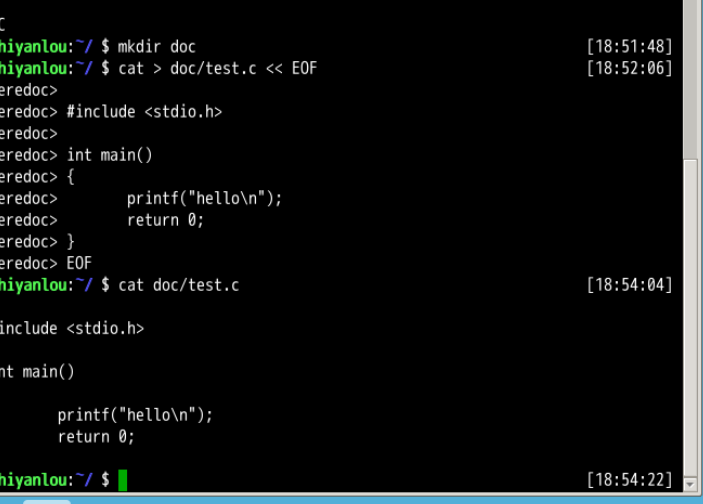 C
hiyanlou:~/ $ mkdir doc [18:51:48]
hiyanlou:~/ $ cat > doc/test.c << EOF [18:52:06]
eredoc>
eredoc> #include <stdio.h>
eredoc>
eredoc> int main()
eredoc> {
eredoc> printf("hello\n");
eredoc> return 0;
eredoc> }
eredoc> EOF
hiyanlou:~/ $ cat doc/test.c [18:54:04]
include <stdio.h>
nt main()
printf("hello\n");
return 0;
hiyanlou:~/ $ [18:54:22]